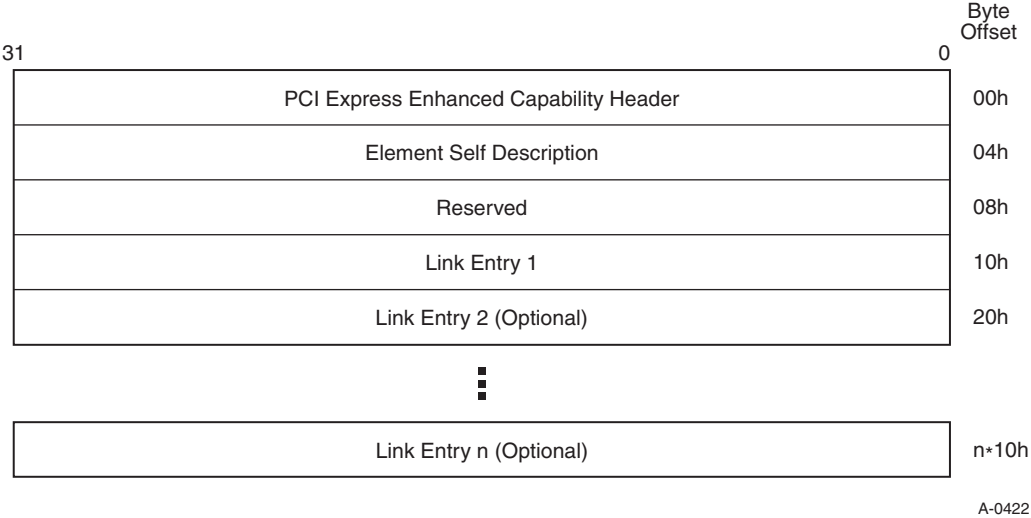 Byte
Offset
31 0
PCI Express Enhanced Capability Header 00h
Element Self Description 04h
Reserved 08h
Link Entry 1 10h
Link Entry 2 (Optional) 20h
Link Entry n (Optional) n*10h
A-0422